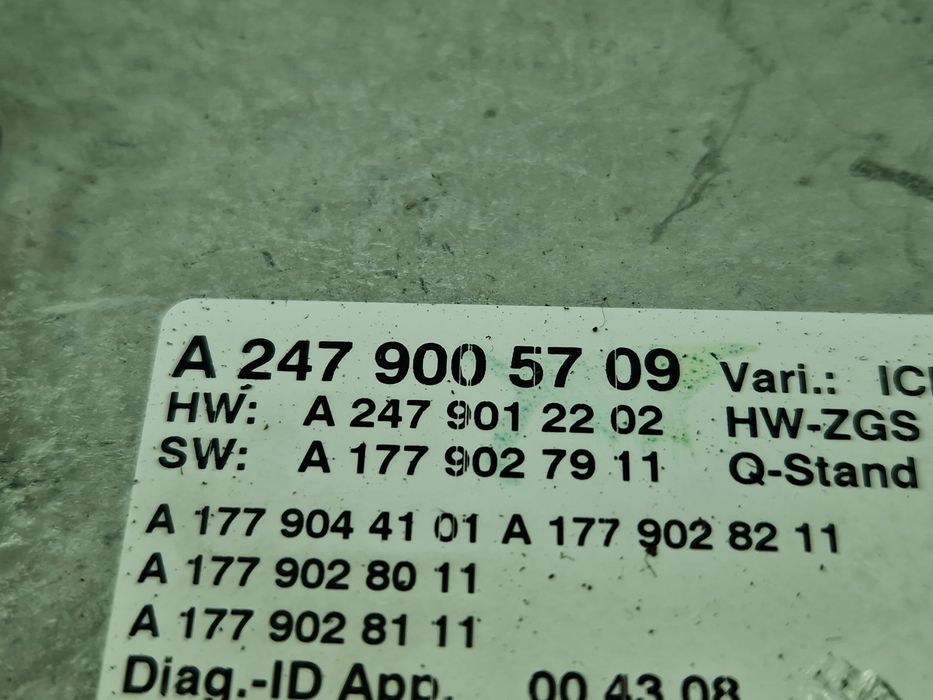 A 247 900 57 09 Vari.:
HW: A 247 901 22 02 HW-ZGS
SW: A 177 902 79 11 Q-Stand
A 177 904 41 01 A 177 902 82 11
A 177 902 80 11
A 177 902 81 11
Diag.-ID App. 00 43 08